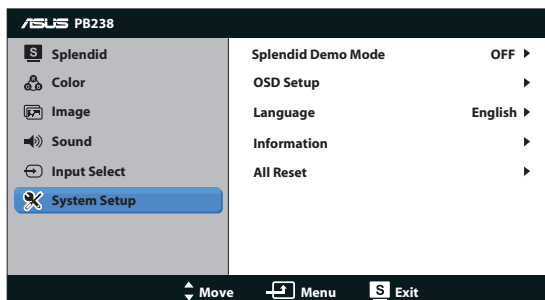 ASUS PB238
S Splendid
Color
Image
Sound
Input Select
System Setup
Splendid Demo Mode OFF
OSD Setup
Language English
Information
All Reset
Move Menu S Exit